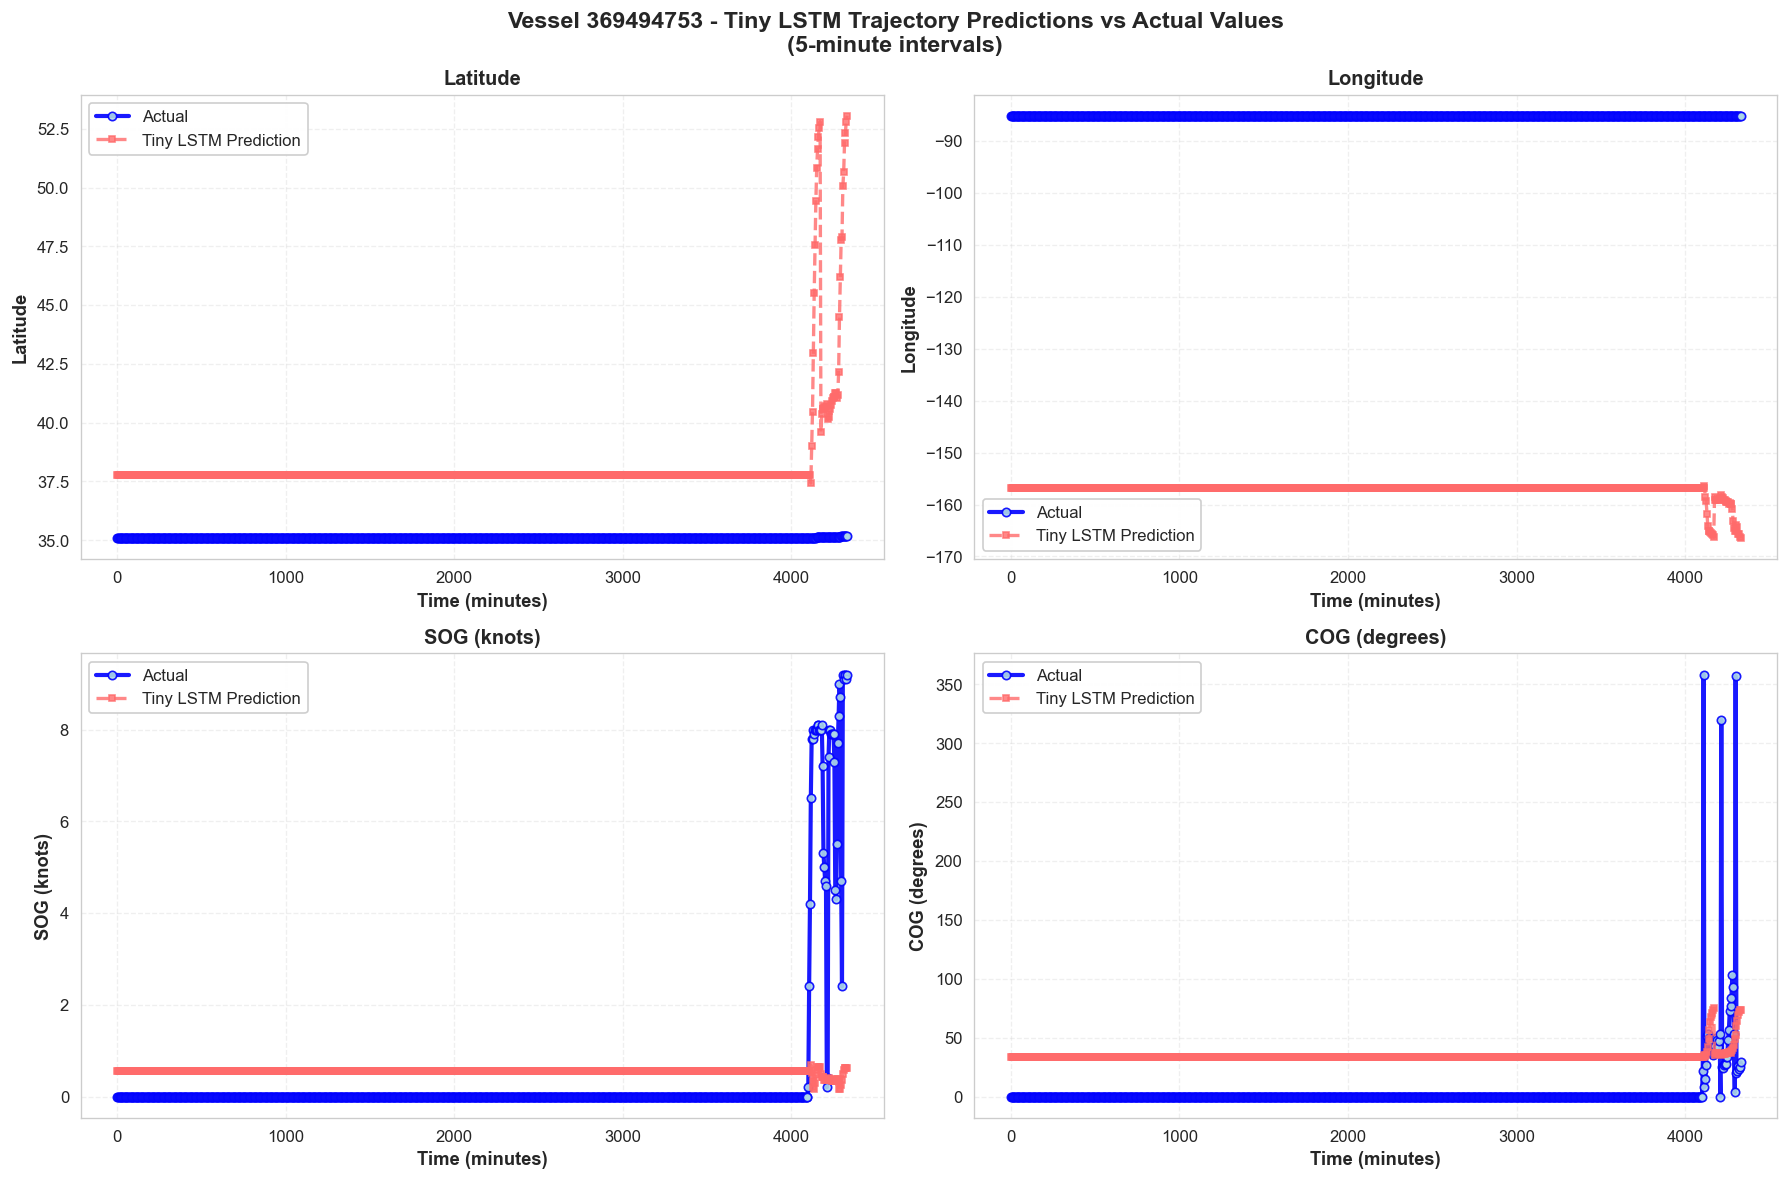 Vessel 369494753 - Tiny LSTM Trajectory Predictions vs Actual Values
(5-minute intervals)
Latitude
Actual
Tiny LSTM Prediction
52.5
50.0
47.5
45.0
42.5
40.0
37.5
35.0
Latitude
0 1000 2000 3000 4000
Time (minutes)
Longitude
−90
−100
−110
−120
−130
−140
−150
−160
−170
Longitude
Actual
Tiny LSTM Prediction
0 1000 2000 3000 4000
Time (minutes)
SOG (knots)
Actual
Tiny LSTM Prediction
8
6
4
2
0
SOG (knots)
0 1000 2000 3000 4000
Time (minutes)
COG (degrees)
Actual
Tiny LSTM Prediction
350
300
250
200
150
100
50
0
COG (degrees)
0 1000 2000 3000 4000
Time (minutes)